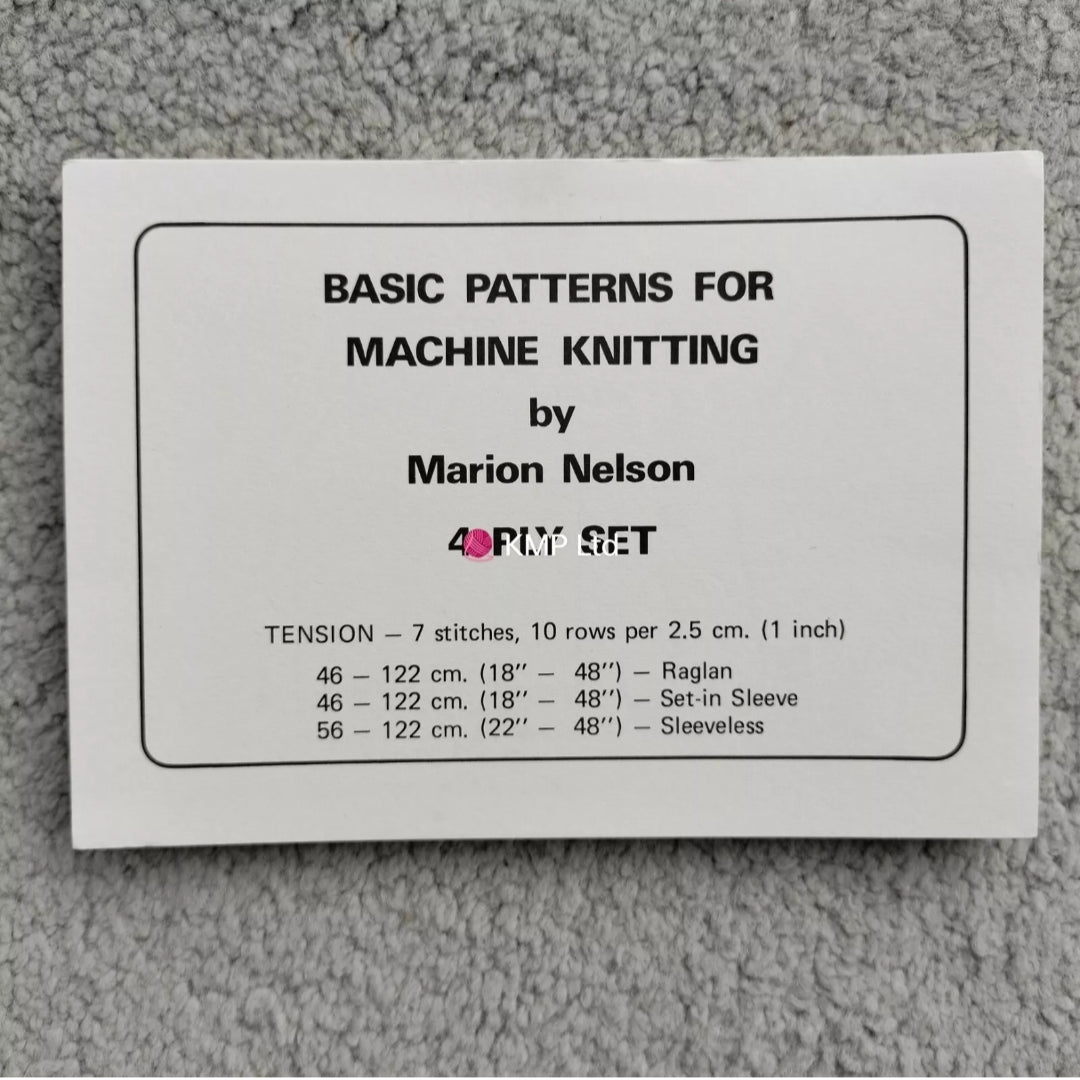 BASIC PATTERNS FOR
MACHINE KNITTING
by
Marion Nelson
4 PLY SET
KMP Ltd
TENSION — 7 stitches, 10 rows per 2.5 cm. (1 inch)
46 — 122 cm. (18′′ — 48′′) — Raglan
46 — 122 cm. (18′′ — 48′′) — Set-in Sleeve
56 — 122 cm. (22′′ — 48′′) — Sleeveless